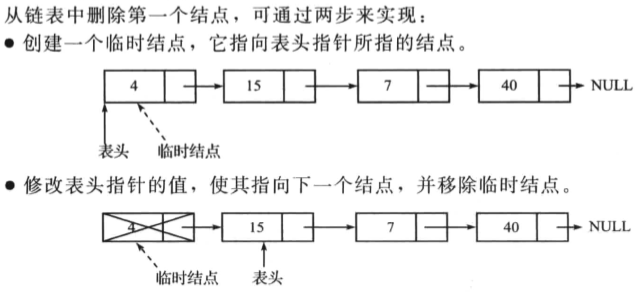 从链表中删除第一个结点，可通过两步来实现：
● 创建一个临时结点，它指向表头指针所指的结点。
4 15 7 40 NULL
表头 临时结点
● 修改表头指针的值，使其指向下一个结点，并移除临时结点。
4 15 7 40 NULL
临时结点 表头